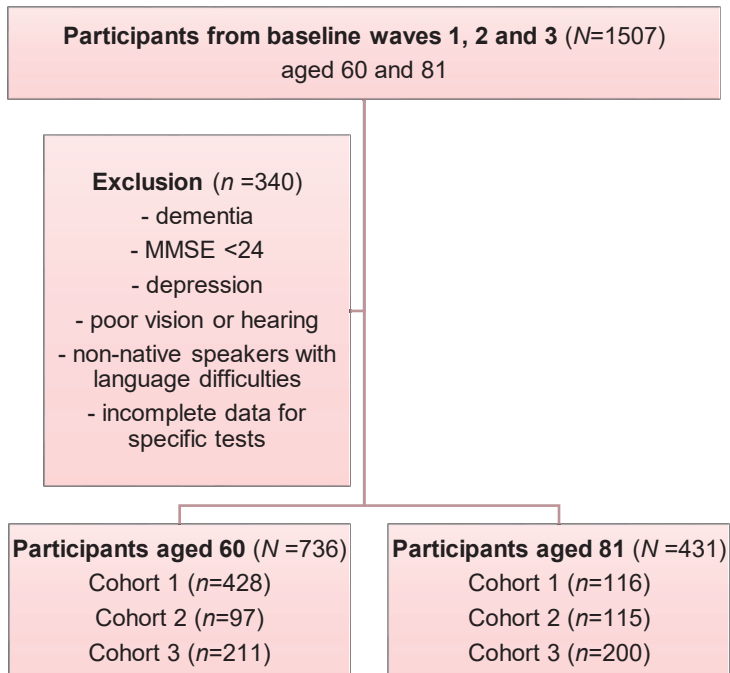 Participants from baseline waves 1, 2 and 3 (N=1507)
aged 60 and 81
Exclusion (n =340)
- dementia
- MMSE <24
- depression
- poor vision or hearing
- non-native speakers with
language difficulties
- incomplete data for
specific tests
Participants aged 60 (N =736)
Cohort 1 (n=428)
Cohort 2 (n=97)
Cohort 3 (n=211)
Participants aged 81 (N =431)
Cohort 1 (n=116)
Cohort 2 (n=115)
Cohort 3 (n=200)